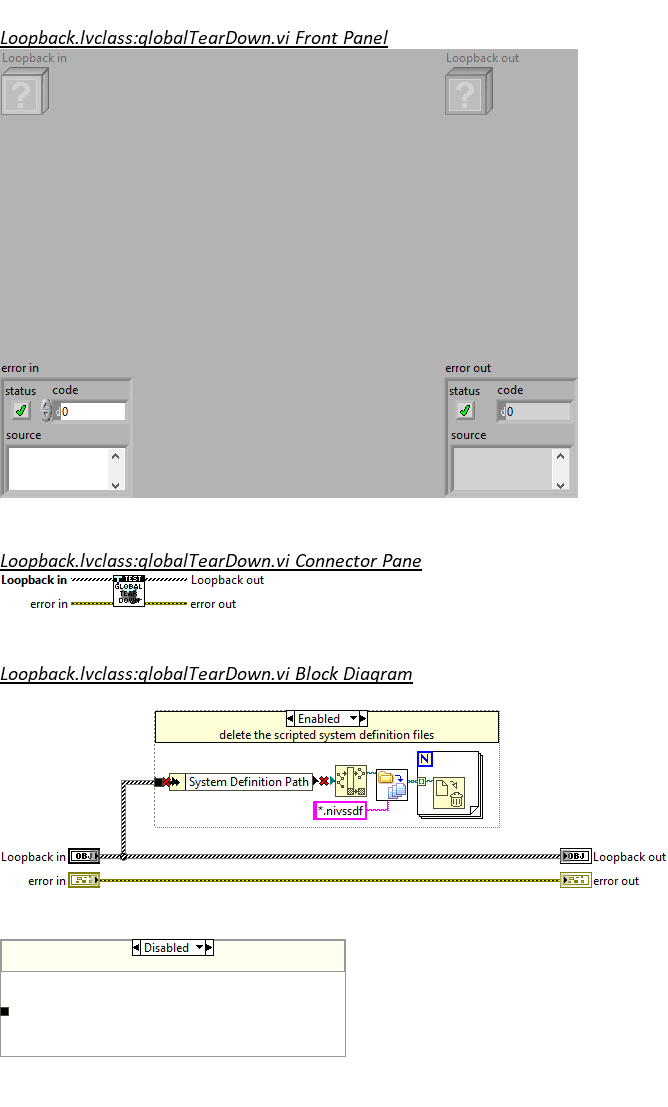 Loopback.lvclass:globalTearDown.vi Front Panel
Loopback in
Loopback out
?
?
error in
error out
status code
status code
d 0
d 0
source
source
Loopback.lvclass:globalTearDown.vi Connector Pane
Loopback in
Loopback out
TEST
GLOBAL
TEAR
DOWN
error in
error out
Loopback.lvclass:globalTearDown.vi Block Diagram
Enabled
delete the scripted system definition files
N
System Definition Path
*.nivssdf
Loopback in
OBJ
OBJ
Loopback out
error in
error out
Disabled